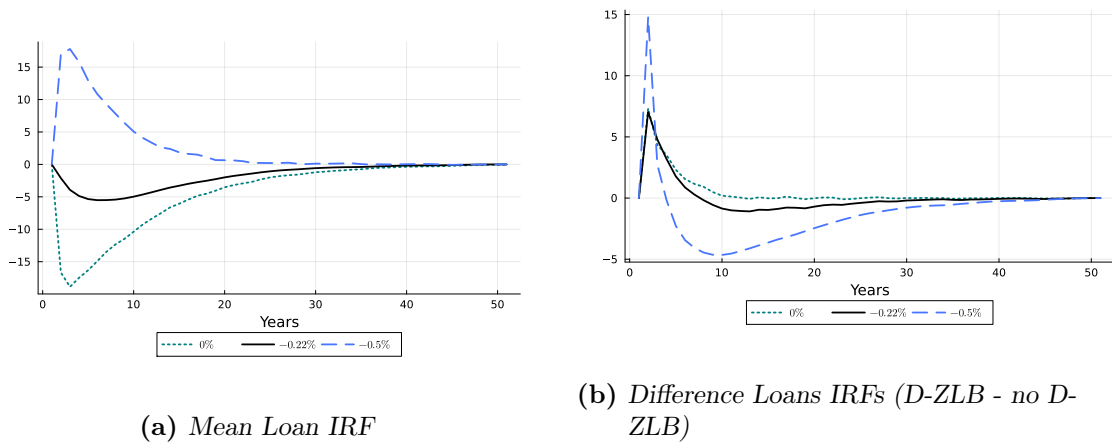 15
10
5
0
−5
−10
−15
0 10 20 30 40 50
Years
0% −0.22% −0.5%
(a) Mean Loan IRF
15
10
5
0
−5
0 10 20 30 40 50
Years
0% −0.22% −0.5%
(b) Difference Loans IRFs (D-ZLB - no D-
ZLB)